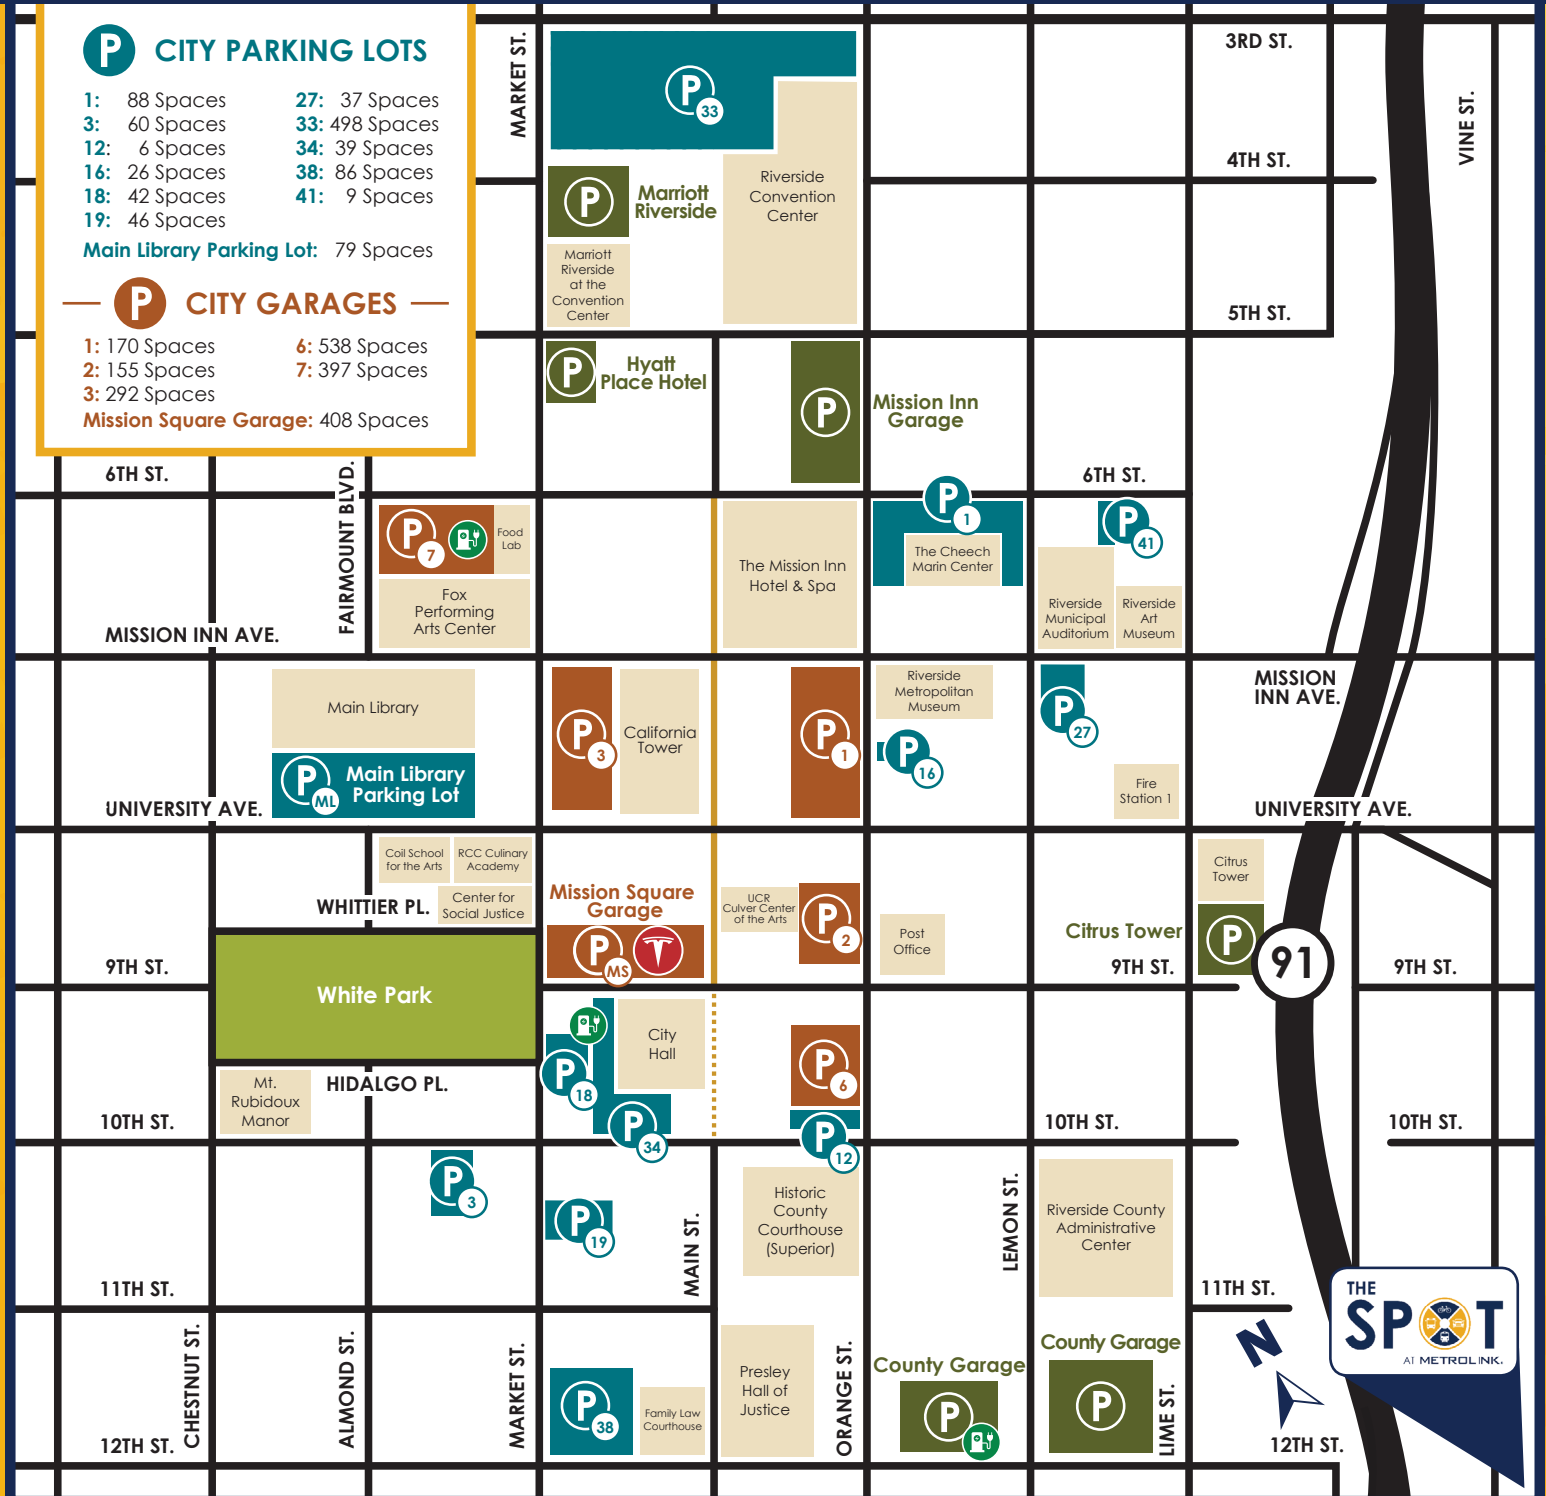 P CITY PARKING LOTS
1: 88 Spaces
3: 60 Spaces
12: 6 Spaces
16: 26 Spaces
18: 42 Spaces
19: 46 Spaces
27: 37 Spaces
33: 498 Spaces
34: 39 Spaces
38: 86 Spaces
41: 9 Spaces
Main Library Parking Lot: 79 Spaces
P CITY GARAGES
1: 170 Spaces
2: 155 Spaces
3: 292 Spaces
6: 538 Spaces
7: 397 Spaces
Mission Square Garage: 408 Spaces
MARKET ST.
P
33
3RD ST.
VINE ST.
4TH ST.
P
Marriott
Riverside
Riverside
Convention
Center
Marriott
Riverside
at the
Convention
Center
5TH ST.
P
Hyatt
Place Hotel
P
Mission Inn
Garage
6TH ST.
FAIRMOUNT BLVD.
6TH ST.
P
7
Food
Lab
Fox
Performing
Arts Center
The Mission Inn
Hotel & Spa
P
1
The Cheech
Marin Center
P
41
Riverside
Municipal
Auditorium
Riverside
Art
Museum
MISSION INN AVE.
MISSION
INN AVE.
Main Library
P
ML
Main Library
Parking Lot
P
3
California
Tower
P
1
Riverside
Metropolitan
Museum
P
16
P
27
Fire
Station 1
UNIVERSITY AVE.
UNIVERSITY AVE.
Coil School
for the Arts
RCC Culinary
Academy
Center for
Social Justice
WHITTIER PL.
Mission Square
Garage
P
MS
UCR
Culver Center
of the Arts
P
2
Post
Office
Citrus
Tower
Citrus Tower
P
91
9TH ST.
9TH ST.
9TH ST.
White Park
City
Hall
P
18
P
34
P
6
P
12
Mt.
Rubidoux
Manor
HIDALGO PL.
10TH ST.
10TH ST.
10TH ST.
P
3
P
19
MAIN ST.
Historic
County
Courthouse
(Superior)
LEMON ST.
Riverside County
Administrative
Center
11TH ST.
11TH ST.
THE
SPOT
AT METROLINK.
N
CHESTNUT ST.
ALMOND ST.
MARKET ST.
P
38
Family Law
Courthouse
Presley
Hall of
Justice
ORANGE ST.
County Garage
P
County Garage
P
LIME ST.
12TH ST.
12TH ST.